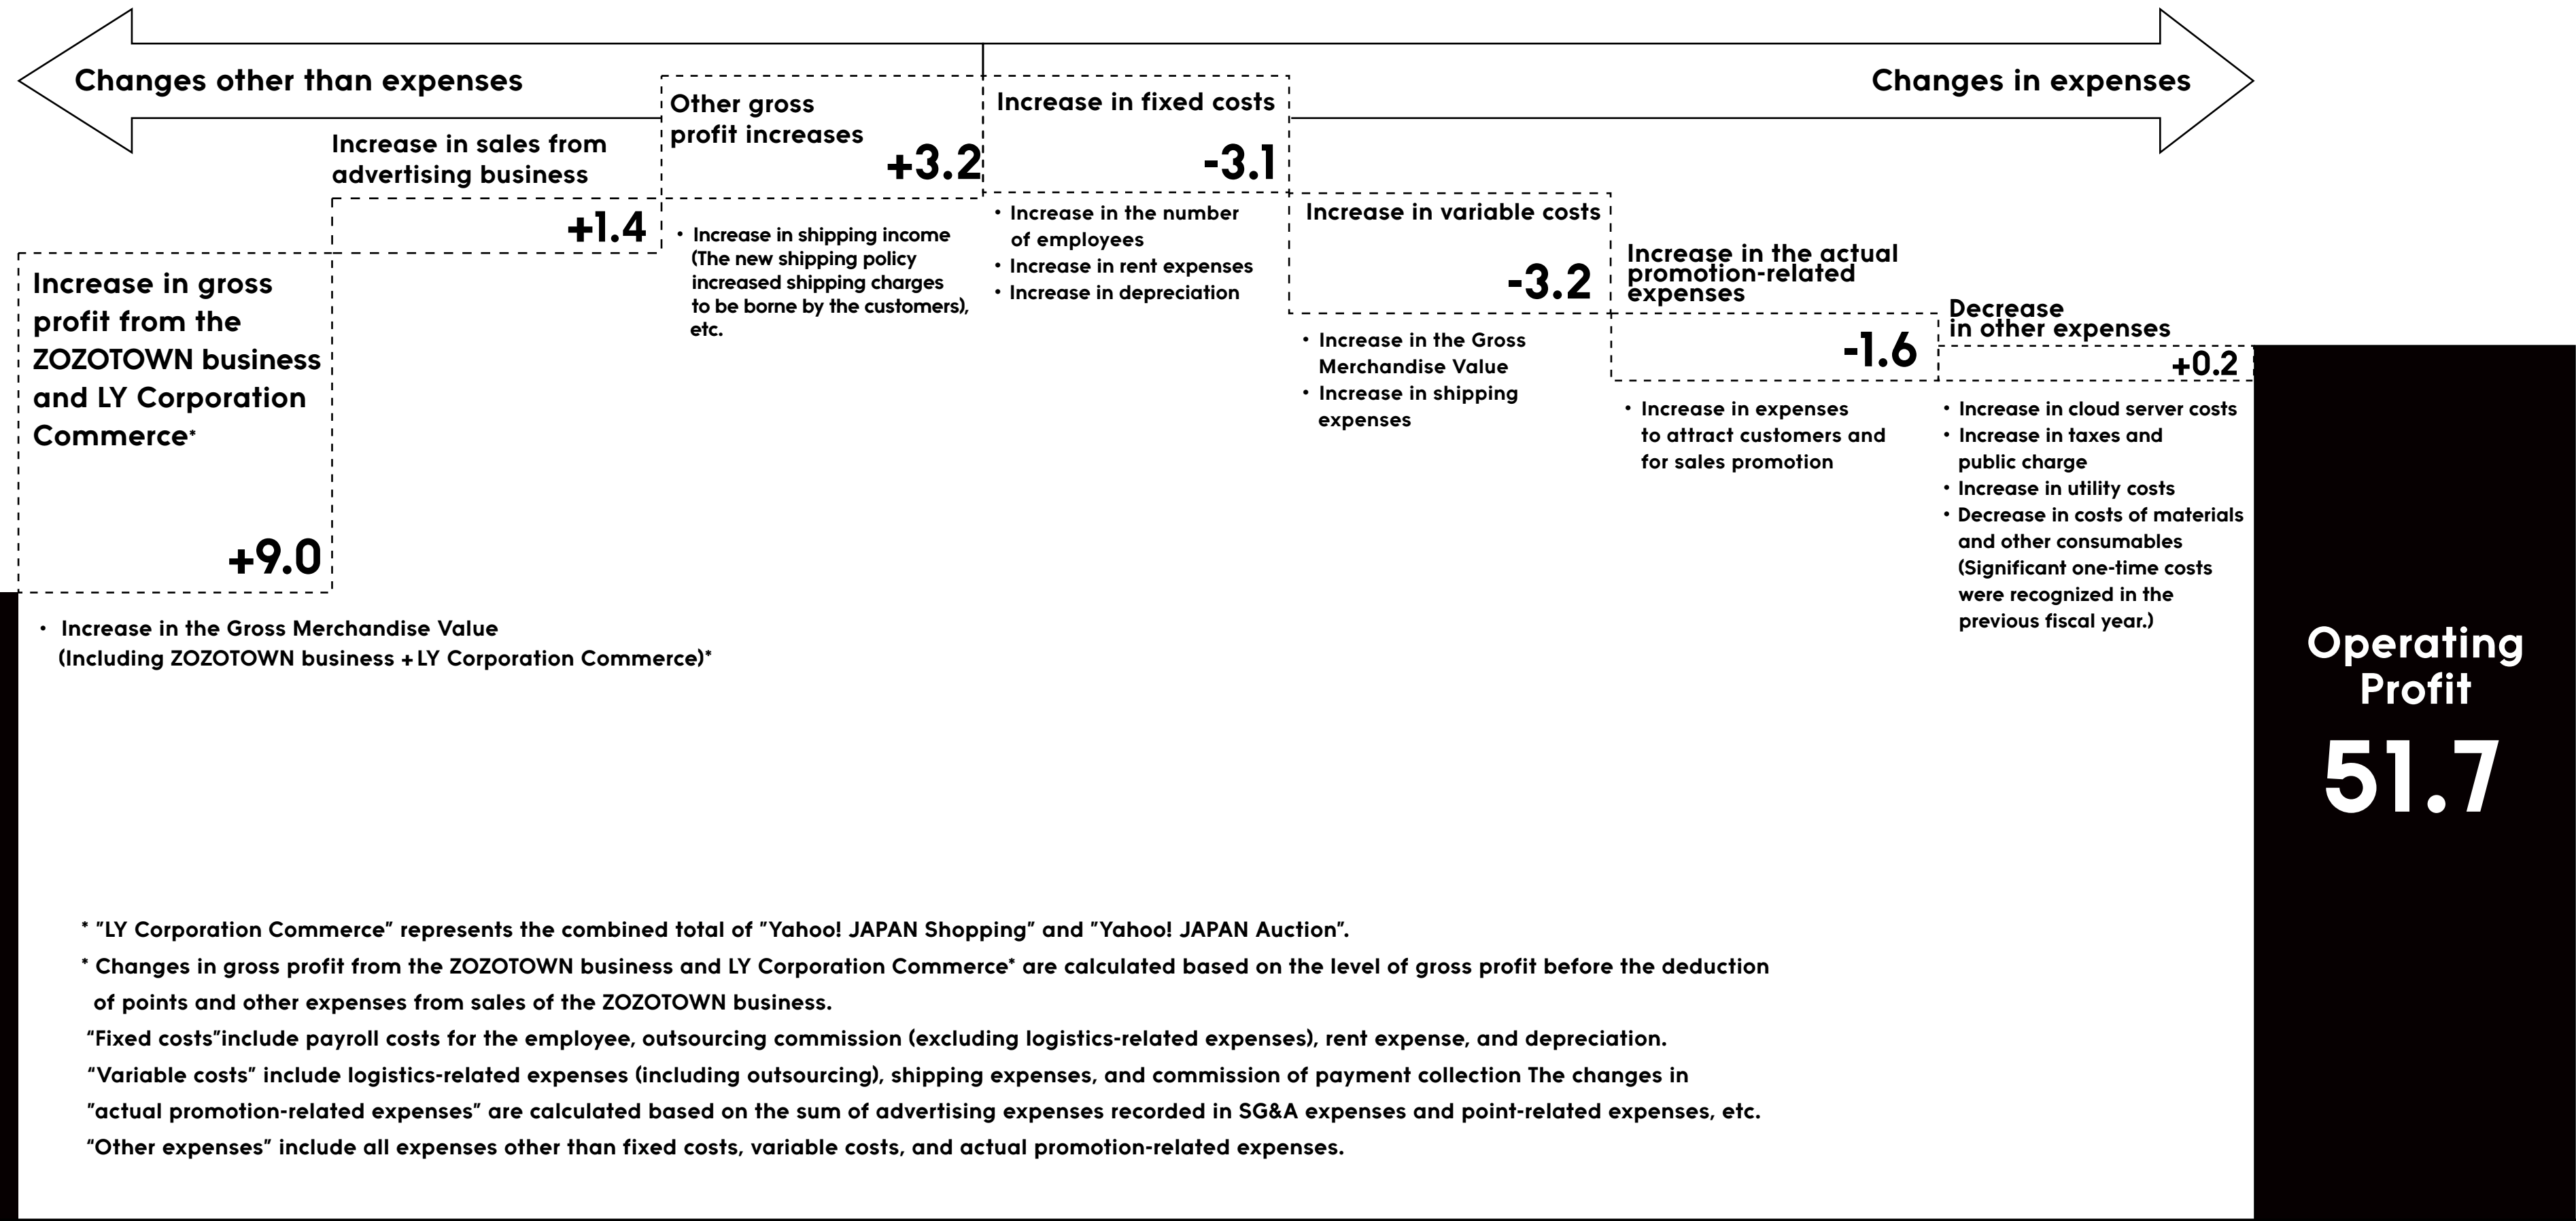 Changes other than expenses
Changes in expenses
Increase in gross
profit from the
ZOZOTOWN business
and LY Corporation
Commerce*
+9.0
• Increase in the Gross Merchandise Value
(Including ZOZOTOWN business + LY Corporation Commerce)*
Increase in sales from
advertising business
+1.4
Other gross
profit increases
+3.2
• Increase in shipping income
(The new shipping policy
increased shipping charges
to be borne by the customers),
etc.
Increase in fixed costs
-3.1
• Increase in the number
of employees
• Increase in rent expenses
• Increase in depreciation
Increase in variable costs
-3.2
• Increase in the Gross
Merchandise Value
• Increase in shipping
expenses
Increase in the actual
promotion-related
expenses
-1.6
• Increase in expenses
to attract customers and
for sales promotion
Decrease
in other expenses
+0.2
• Increase in cloud server costs
• Increase in taxes and
public charge
• Increase in utility costs
• Decrease in costs of materials
and other consumables
(Significant one-time costs
were recognized in the
previous fiscal year.)
Operating
Profit
51.7
* "LY Corporation Commerce" represents the combined total of "Yahoo! JAPAN Shopping" and "Yahoo! JAPAN Auction".
* Changes in gross profit from the ZOZOTOWN business and LY Corporation Commerce* are calculated based on the level of gross profit before the deduction
of points and other expenses from sales of the ZOZOTOWN business.
"Fixed costs"include payroll costs for the employee, outsourcing commission (excluding logistics-related expenses), rent expense, and depreciation.
"Variable costs" include logistics-related expenses (including outsourcing), shipping expenses, and commission of payment collection The changes in
"actual promotion-related expenses" are calculated based on the sum of advertising expenses recorded in SG&A expenses and point-related expenses, etc.
"Other expenses" include all expenses other than fixed costs, variable costs, and actual promotion-related expenses.